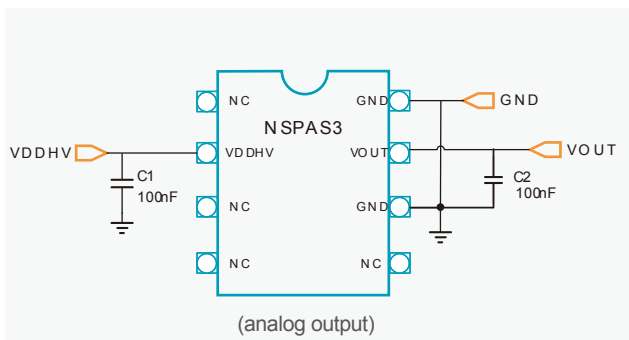 NC
GND
GND
NSPAS3
VDDHV
VDDHV
VOUT
VOUT
C1
100nF
C2
100nF
NC
GND
NC
NC
(analog output)